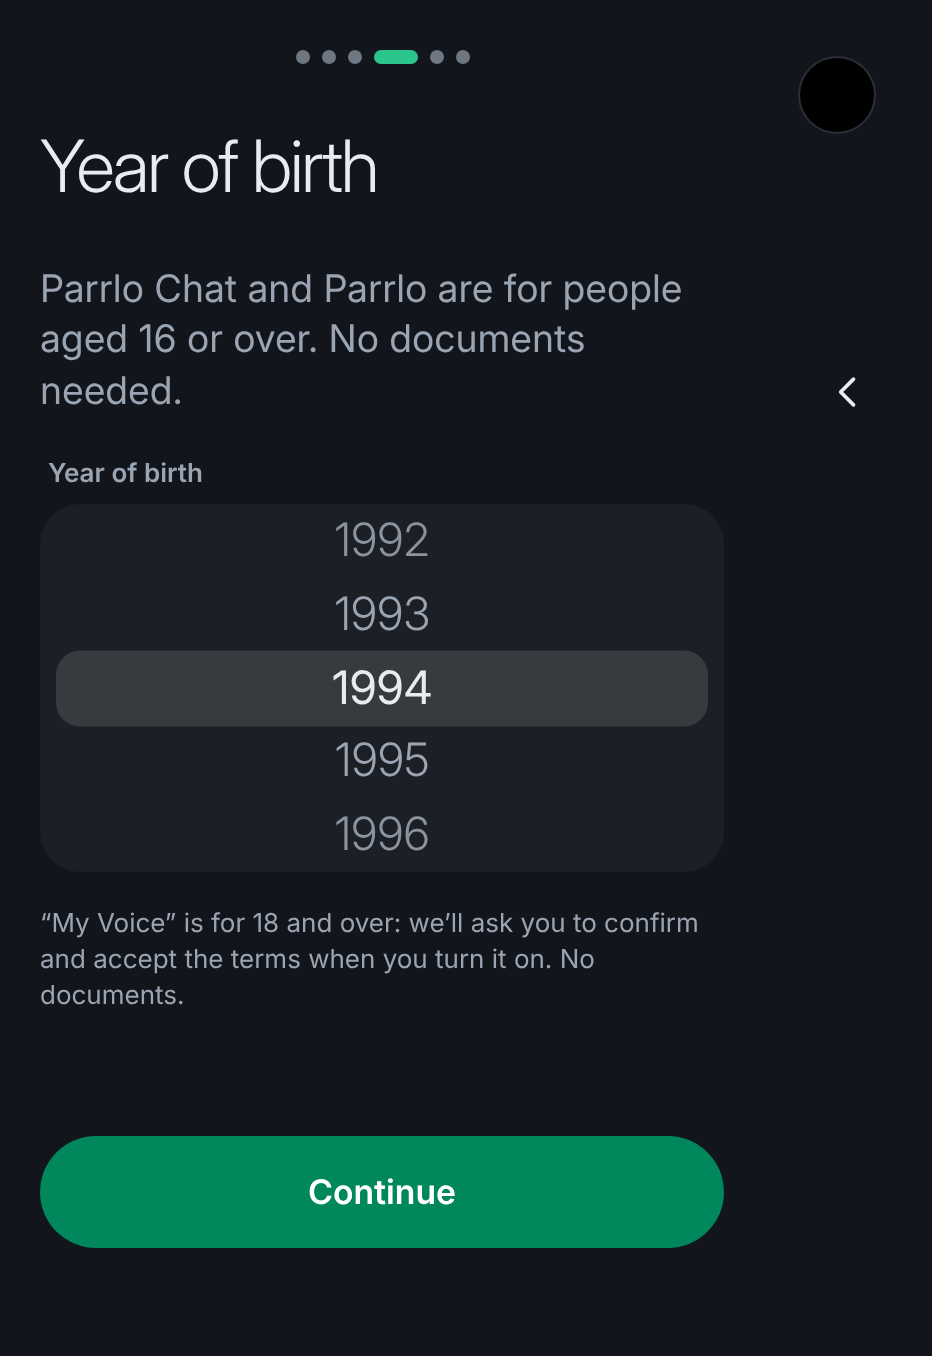 Year of birth
Parrlo Chat and Parrlo are for people
aged 16 or over. No documents
needed.
Year of birth
1992
1993
1994
1995
1996
“My Voice” is for 18 and over: we’ll ask you to confirm
and accept the terms when you turn it on. No
documents.
Continue